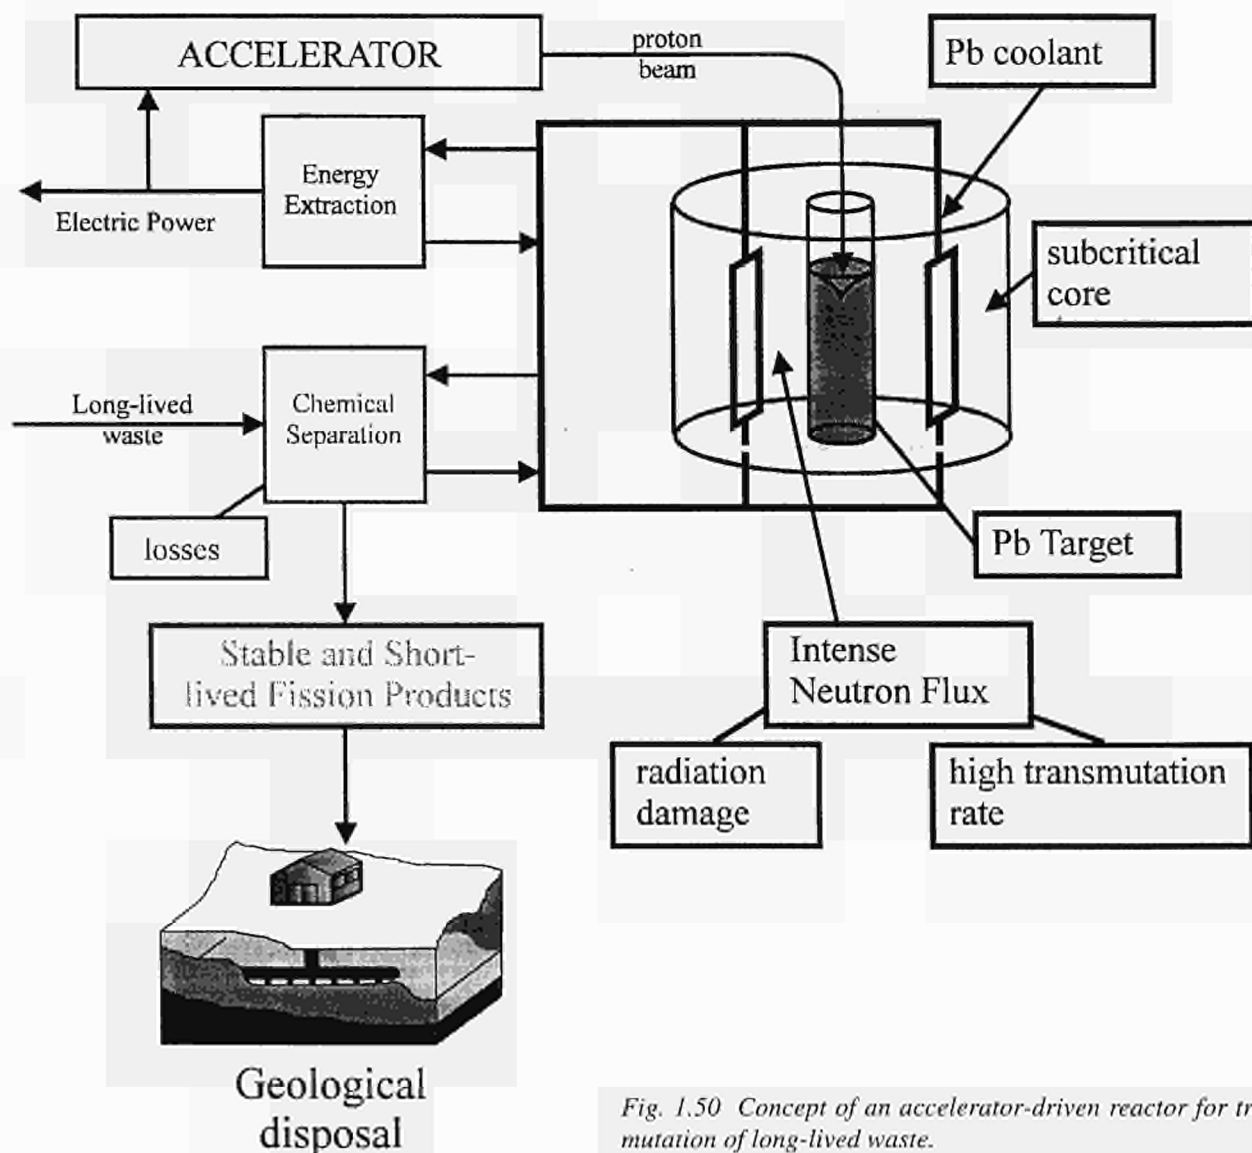 ACCELERATOR
proton
beam
Pb coolant
Energy
Extraction
Electric Power
subcritical
core
Long-lived
waste
Chemical
Separation
losses
Pb Target
Stable and Short-
lived Fission Products
Intense
Neutron Flux
radiation
damage
high transmutation
rate
Geological
disposal
Fig. 1.50 Concept of an accelerator-driven reactor for tr
mutation of long-lived waste.